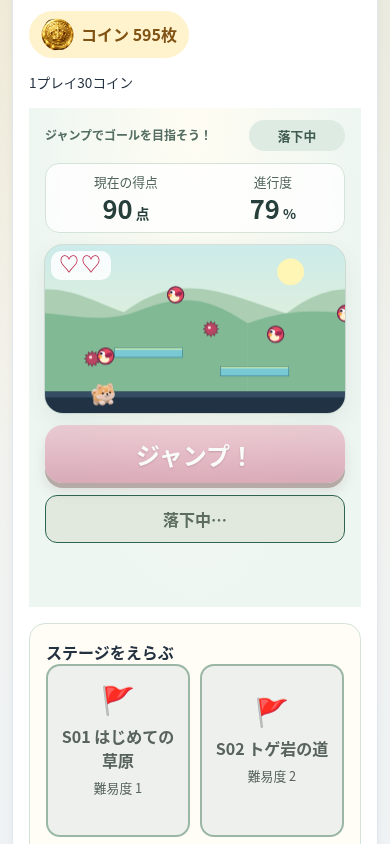 コイン 595枚
1プレイ30コイン
ジャンプでゴールを目指そう！
落下中
現在の得点
進行度
90 点
79 %
ジャンプ！
落下中…
ステージをえらぶ
S01 はじめての
草原
難易度 1
S02 トゲ岩の道
難易度 2